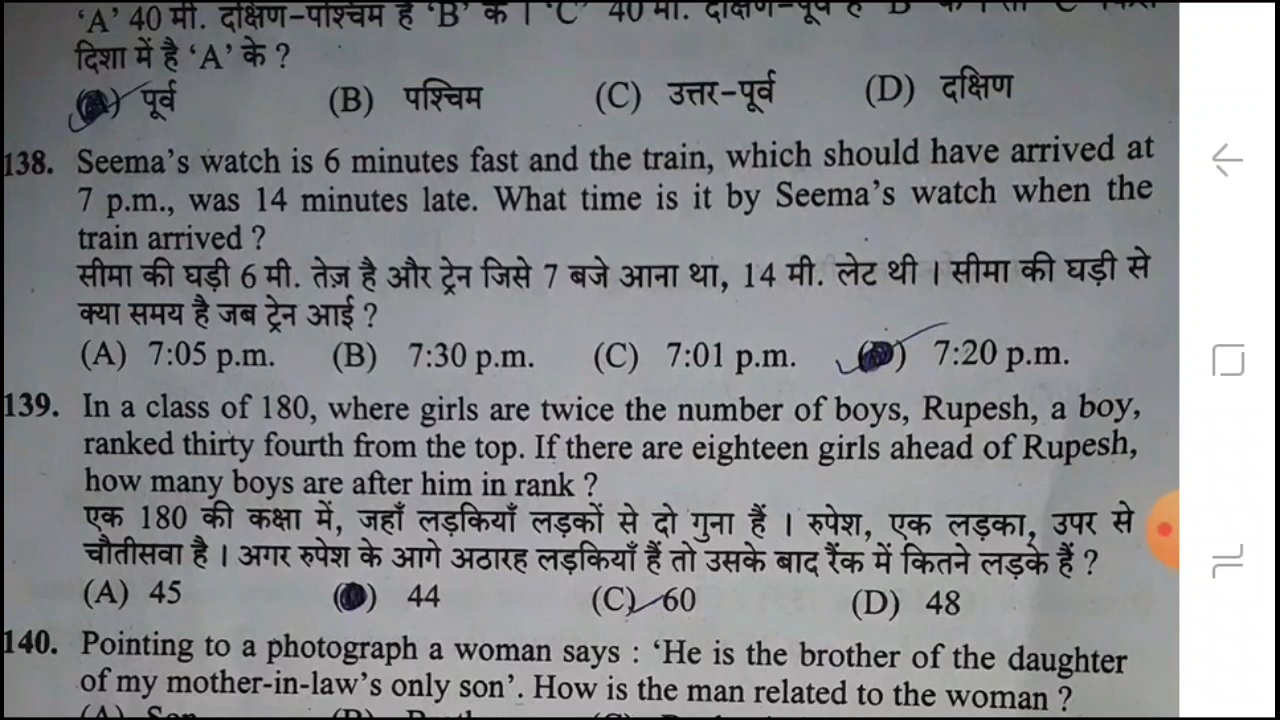 'A' 40 मी. दक्षिण-पश्चिम है 'B' के । 'C' 40 मी. दक्षिण-पूर्व है
दिशा में है 'A' के ?
पूर्व (B) पश्चिम (C) उत्तर-पूर्व (D) दक्षिण
138. Seema's watch is 6 minutes fast and the train, which should have arrived at
7 p.m., was 14 minutes late. What time is it by Seema's watch when the
train arrived ?
सीमा की घड़ी 6 मी. तेज़ है और ट्रेन जिसे 7 बजे आना था, 14 मी. लेट थी । सीमा की घड़ी से
क्या समय है जब ट्रेन आई ?
(A) 7:05 p.m. (B) 7:30 p.m. (C) 7:01 p.m. 7:20 p.m.
139. In a class of 180, where girls are twice the number of boys, Rupesh, a boy,
ranked thirty fourth from the top. If there are eighteen girls ahead of Rupesh,
how many boys are after him in rank ?
एक 180 की कक्षा में, जहाँ लड़कियाँ लड़कों से दो गुना हैं । रुपेश, एक लड़का, उपर से
चौतीसवा है । अगर रुपेश के आगे अठारह लड़कियाँ हैं तो उसके बाद रैंक में कितने लड़के हैं ?
(A) 45 44 (C) 60 (D) 48
140. Pointing to a photograph a woman says : 'He is the brother of the daughter
of my mother-in-law's only son'. How is the man related to the woman ?